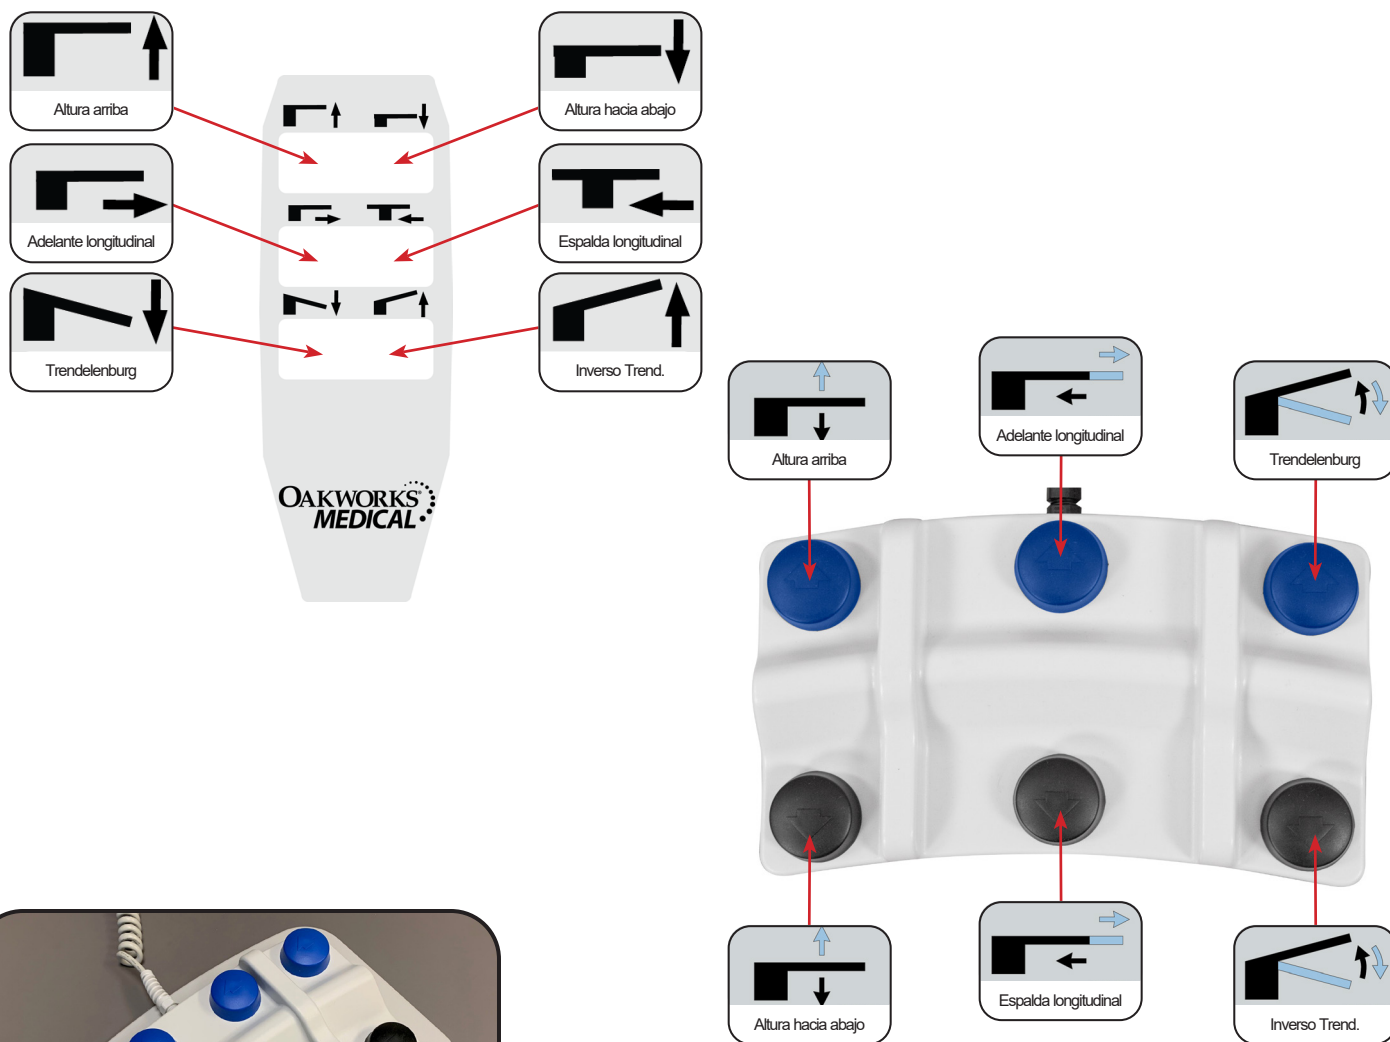 Altura arriba
Altura hacia abajo
Adelante longitudinal
Espalda longitudinal
Trendelenburg
Inverso Trend.
OAKWORKS®
MEDICAL
Altura arriba
Adelante longitudinal
Trendelenburg
Altura hacia abajo
Espalda longitudinal
Inverso Trend.